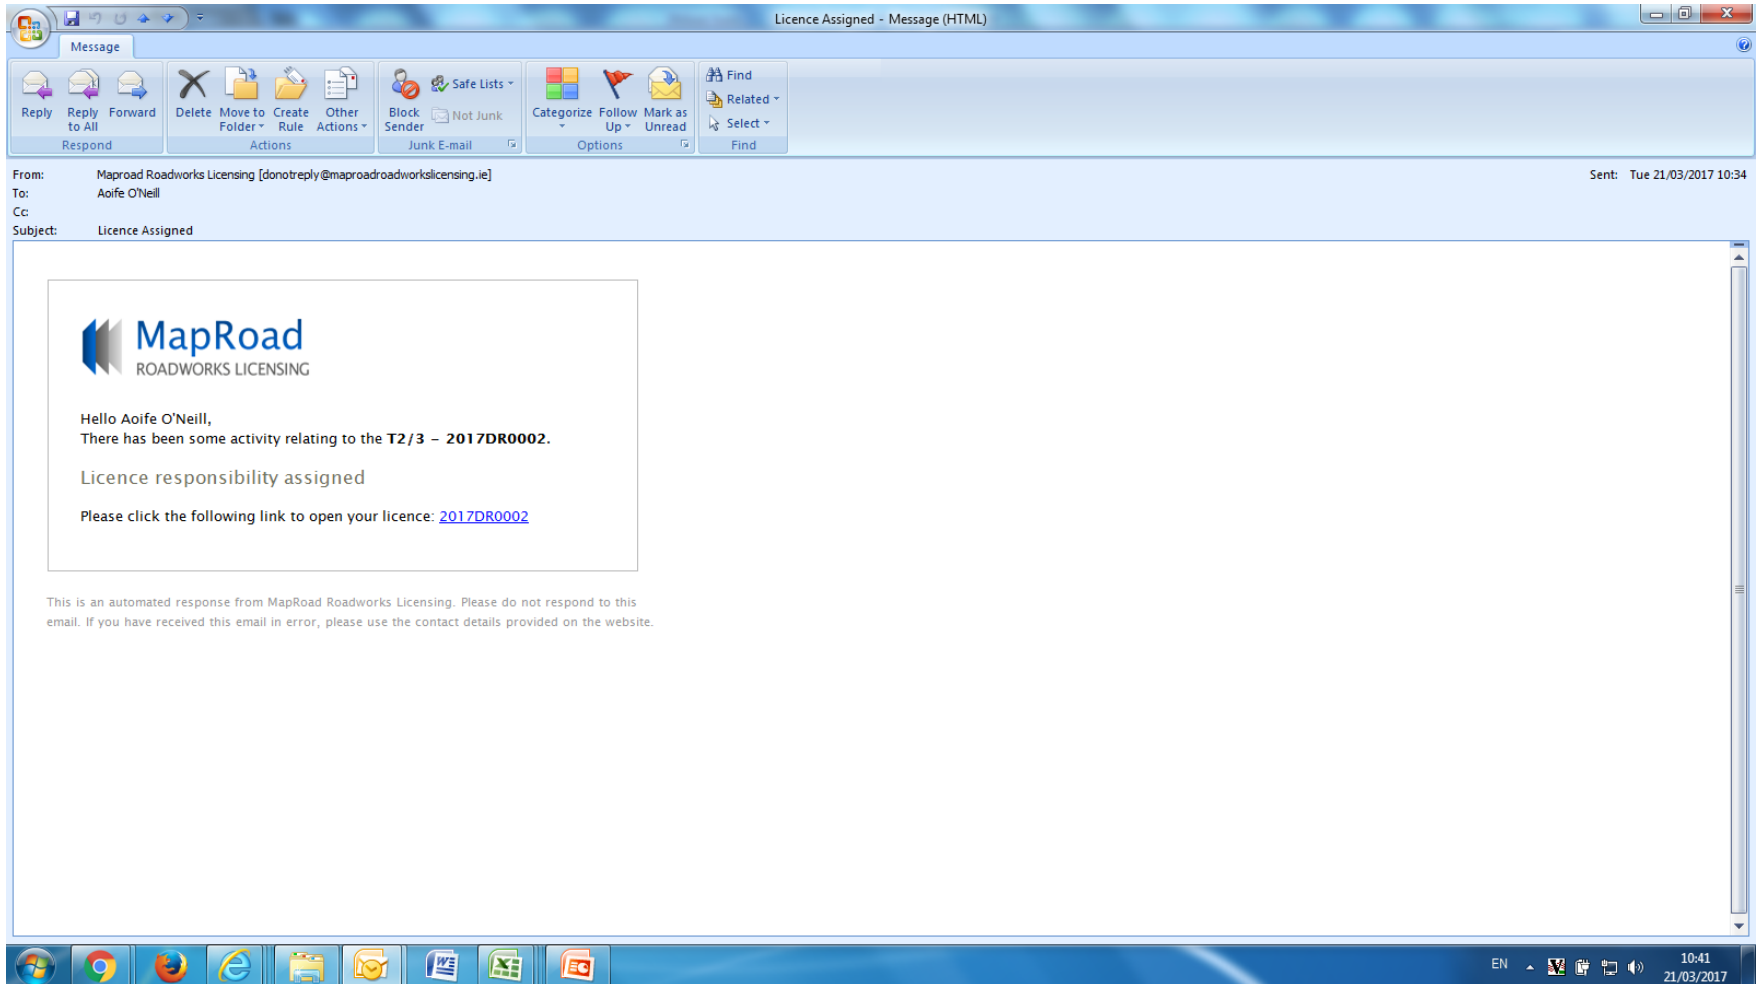 Licence Assigned - Message (HTML)
Message
Reply
Reply to All
Forward
Delete
Move to Folder
Create Rule
Other Actions
Block Sender
Safe Lists
Not Junk
Categorize
Follow Up
Mark as Unread
Find
Related
Select
Respond
Actions
Junk E-mail
Options
Find
From: Maproad Roadworks Licensing [donotreply@maproadroadworkslicensing.ie]
Sent: Tue 21/03/2017 10:34
To: Aoife O'Neill
Cc:
Subject: Licence Assigned
MapRoad
ROADWORKS LICENSING
Hello Aoife O'Neill,
There has been some activity relating to the T2/3 – 2017DR0002.
Licence responsibility assigned
Please click the following link to open your licence: 2017DR0002
This is an automated response from MapRoad Roadworks Licensing. Please do not respond to this
email. If you have received this email in error, please use the contact details provided on the website.
EN
10:41
21/03/2017